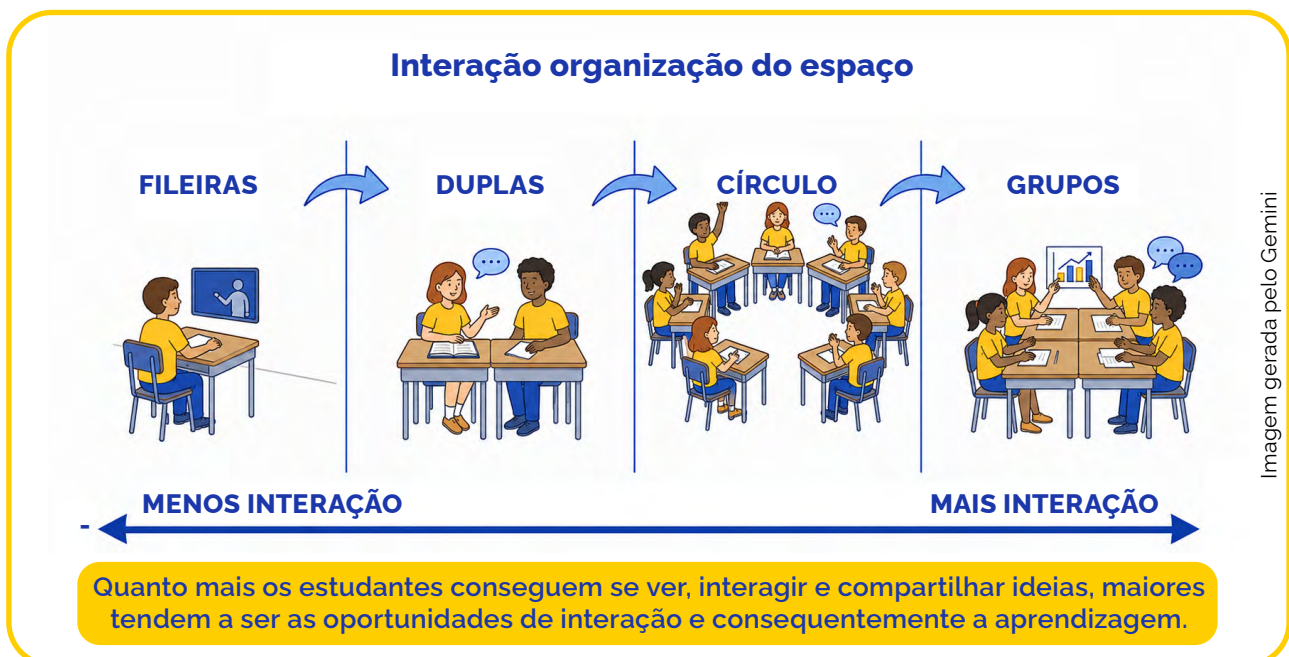 Interação organização do espaço
FILEIRAS
DUPLAS
CÍRCULO
GRUPOS
MENOS INTERAÇÃO
MAIS INTERAÇÃO
-
Quanto mais os estudantes conseguem se ver, interagir e compartilhar ideias, maiores
tendem a ser as oportunidades de interação e consequentemente a aprendizagem.
Imagem gerada pelo Gemini